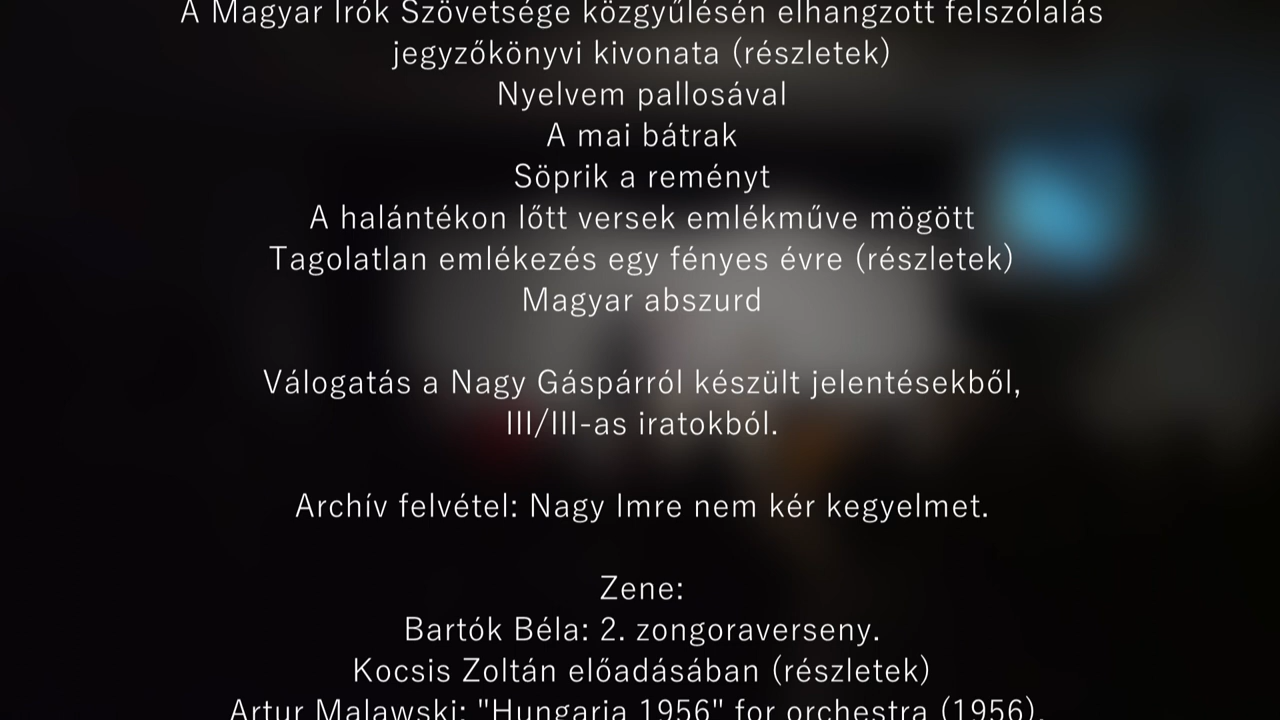 A Magyar Írók Szövetsége közgyűlésén elhangzott felszólalás
jegyzőkönyvi kivonata (részletek)
Nyelvem pallosával
A mai bátrak
Söprik a reményt
A halántékon lőtt versek emlékműve mögött
Tagolatlan emlékezés egy fényes évre (részletek)
Magyar abszurd
Válogatás a Nagy Gáspárról készült jelentésekből,
III/III-as iratokból.
Archív felvétel: Nagy Imre nem kér kegyelmet.
Zene:
Bartók Béla: 2. zongoraverseny.
Kocsis Zoltán előadásában (részletek)
Artur Malawski: "Hungaria 1956" for orchestra (1956).